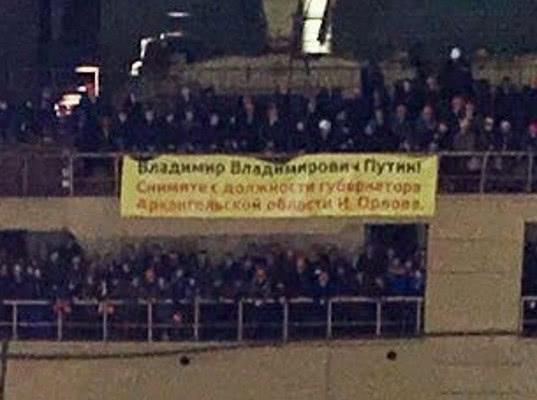 Владимир Владимирович Путин!
Снимите с должности губернатора
Архангельской области И. Орлова.